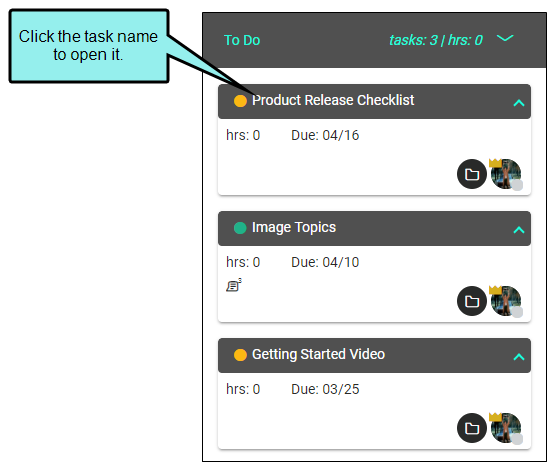 Click the task name
to open it.
To Do
tasks: 3 | hrs: 0
Product Release Checklist
hrs: 0 Due: 04/16
Image Topics
hrs: 0 Due: 04/10
3
Getting Started Video
hrs: 0 Due: 03/25